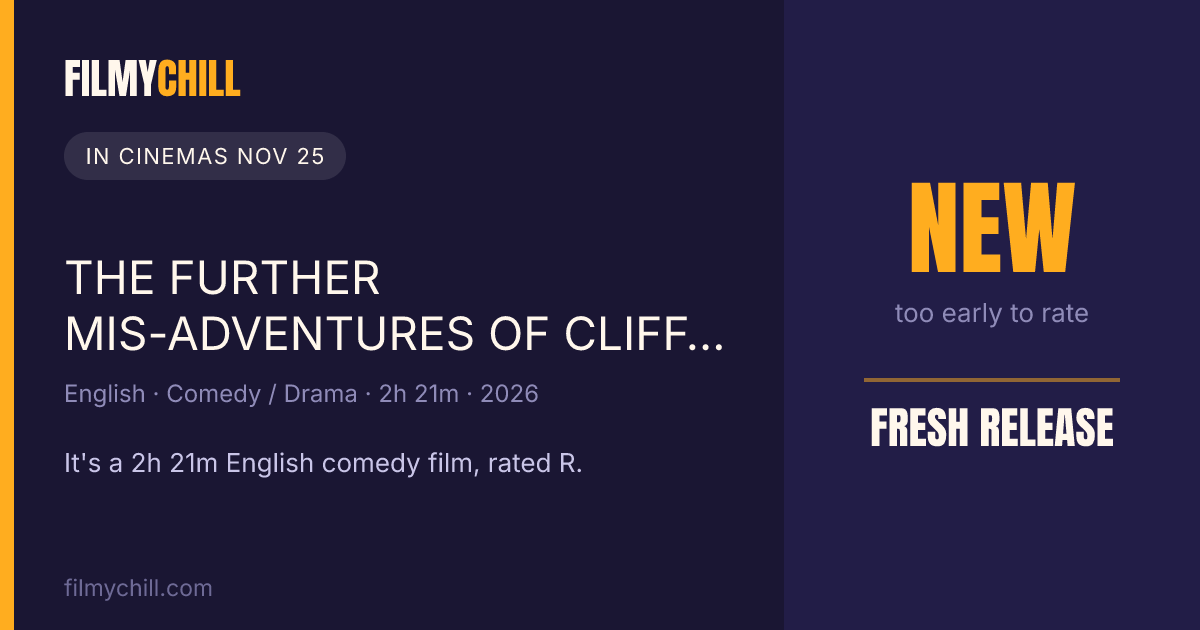 FILMYCHILL
IN CINEMAS NOV 25
THE FURTHER
MIS-ADVENTURES OF CLIFF...
English · Comedy / Drama · 2h 21m · 2026
It's a 2h 21m English comedy film, rated R.
filmychill.com
NEW
too early to rate
FRESH RELEASE